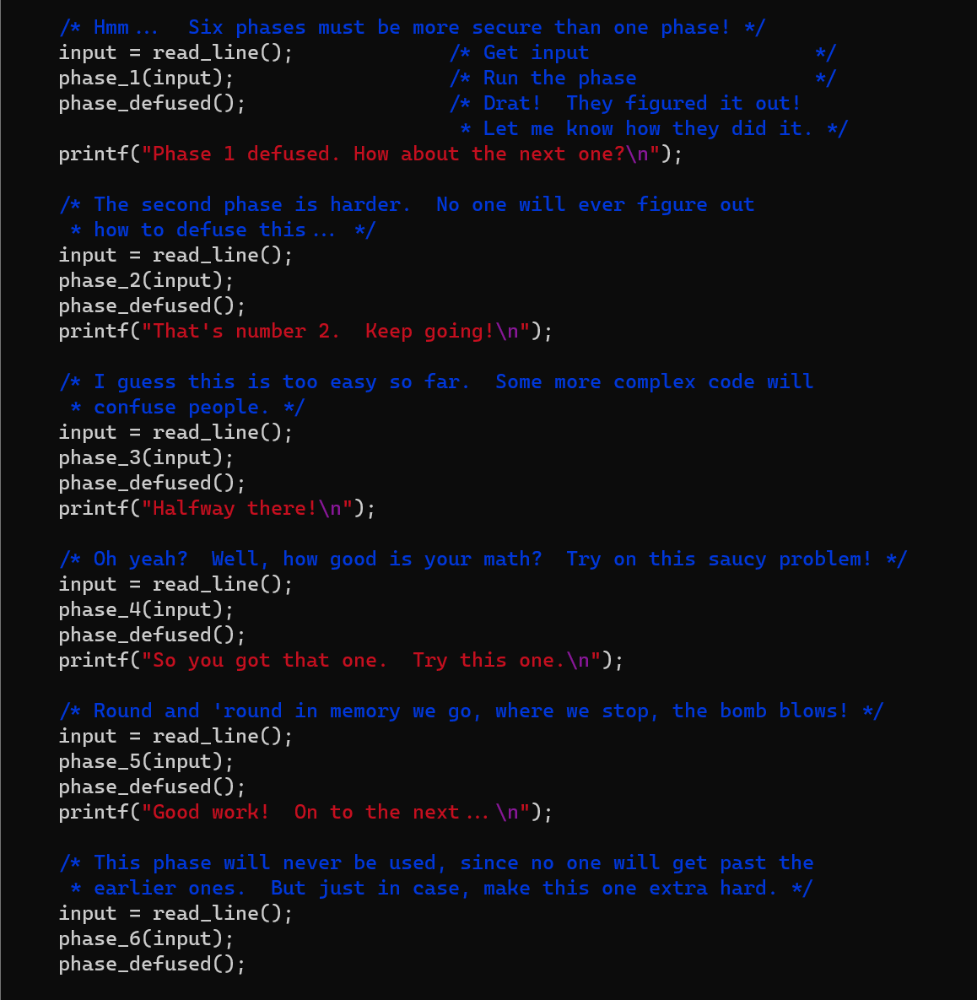 /* Hmm...  Six phases must be more secure than one phase! */
input = read_line();             /* Get input                   */
phase_1(input);                  /* Run the phase               */
phase_defused();                 /* Drat!  They figured it out!
                                  * Let me know how they did it. */
printf("Phase 1 defused. How about the next one?\n");

/* The second phase is harder.  No one will ever figure out
 * how to defuse this... */
input = read_line();
phase_2(input);
phase_defused();
printf("That's number 2.  Keep going!\n");

/* I guess this is too easy so far.  Some more complex code will
 * confuse people. */
input = read_line();
phase_3(input);
phase_defused();
printf("Halfway there!\n");

/* Oh yeah?  Well, how good is your math?  Try on this saucy problem! */
input = read_line();
phase_4(input);
phase_defused();
printf("So you got that one.  Try this one.\n");

/* Round and 'round in memory we go, where we stop, the bomb blows! */
input = read_line();
phase_5(input);
phase_defused();
printf("Good work!  On to the next...\n");

/* This phase will never be used, since no one will get past the
 * earlier ones.  But just in case, make this one extra hard. */
input = read_line();
phase_6(input);
phase_defused();